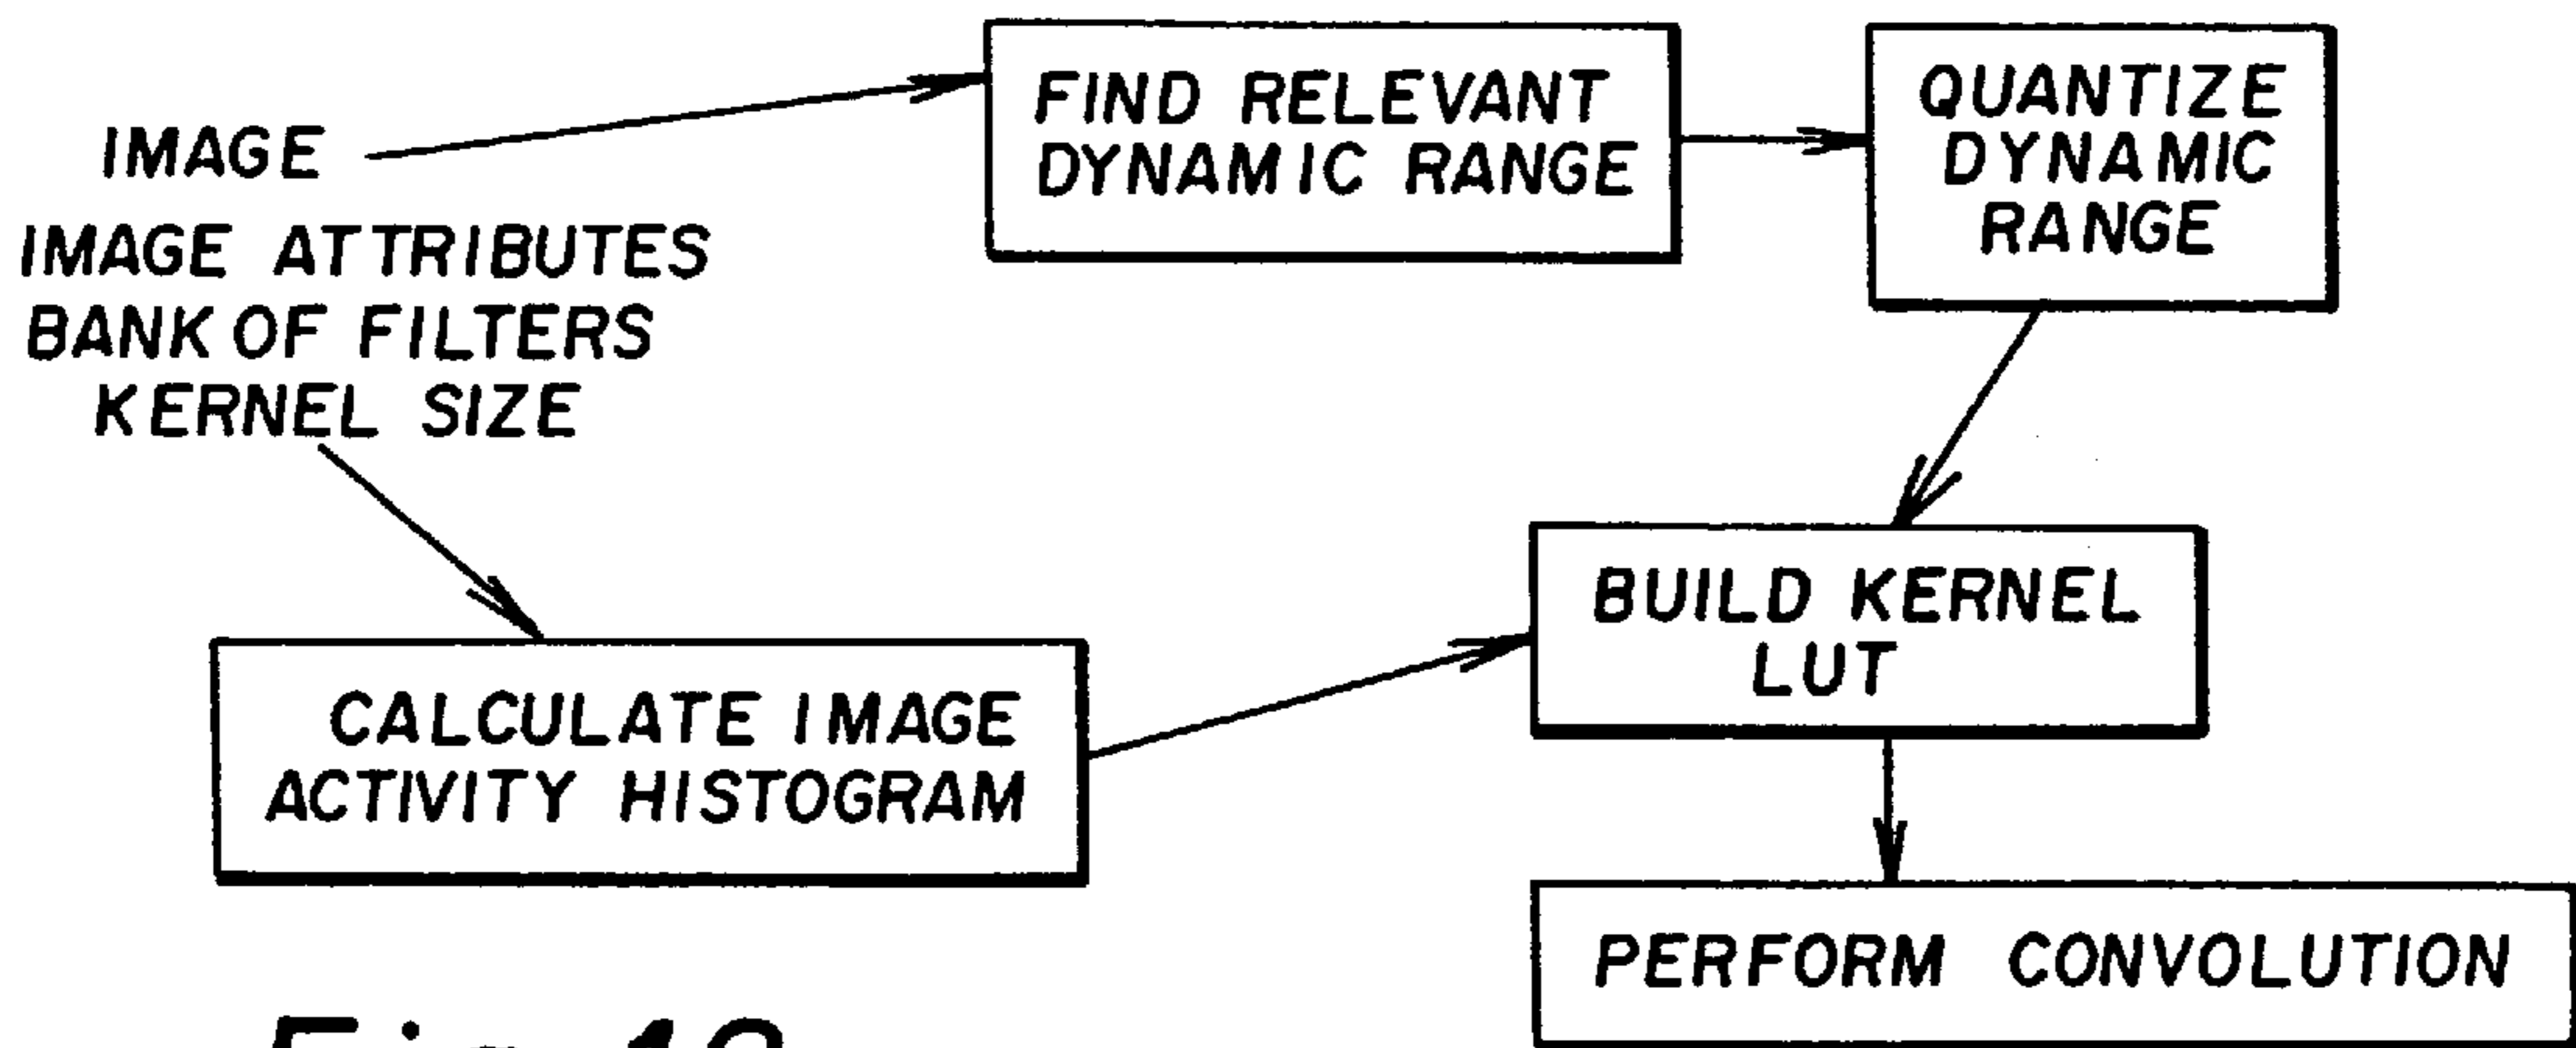 IMAGE
IMAGE ATTRIBUTES
BANK OF FILTERS
KERNEL SIZE
FIND RELEVANT
DYNAMIC RANGE
QUANTIZE
DYNAMIC
RANGE
CALCULATE IMAGE
ACTIVITY HISTOGRAM
BUILD KERNEL
LUT
PERFORM CONVOLUTION